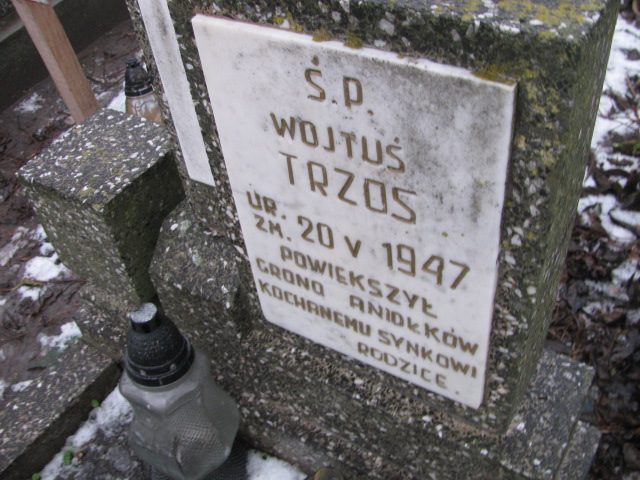 Ś.P.
WOJTUŚ
TRZOS
UR.
ZM. 20 V 1947
POWIĘKSZYŁ
GRONO ANIOŁKÓW
KOCHANEMU SYNKOWI
RODZICE.